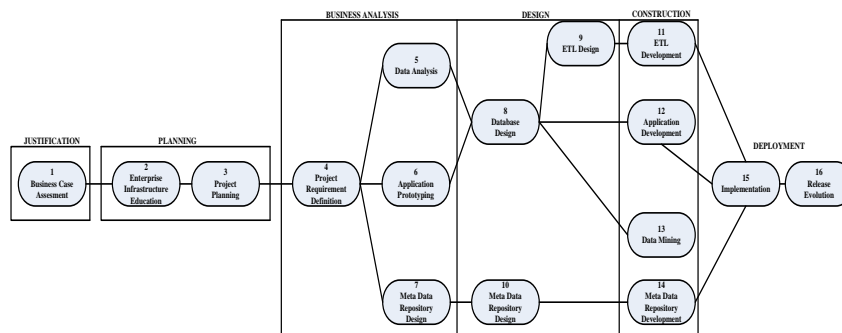 BUSINESS ANALYSIS
DESIGN
CONSTRUCTION
9
ETL Design
11
ETL
Development
5
Data Analysis
8
Database
Design
12
Application
Development
JUSTIFICATION
PLANNING
DEPLOYMENT
1
Business Case
Assesment
2
Enterprise
Infrastructure
Education
3
Project
Planning
4
Project
Requirement
Definition
6
Application
Prototyping
15
Implementation
16
Release
Evolution
13
Data Mining
7
Meta Data
Repository
Design
10
Meta Data
Repository
Design
14
Meta Data
Repository
Development